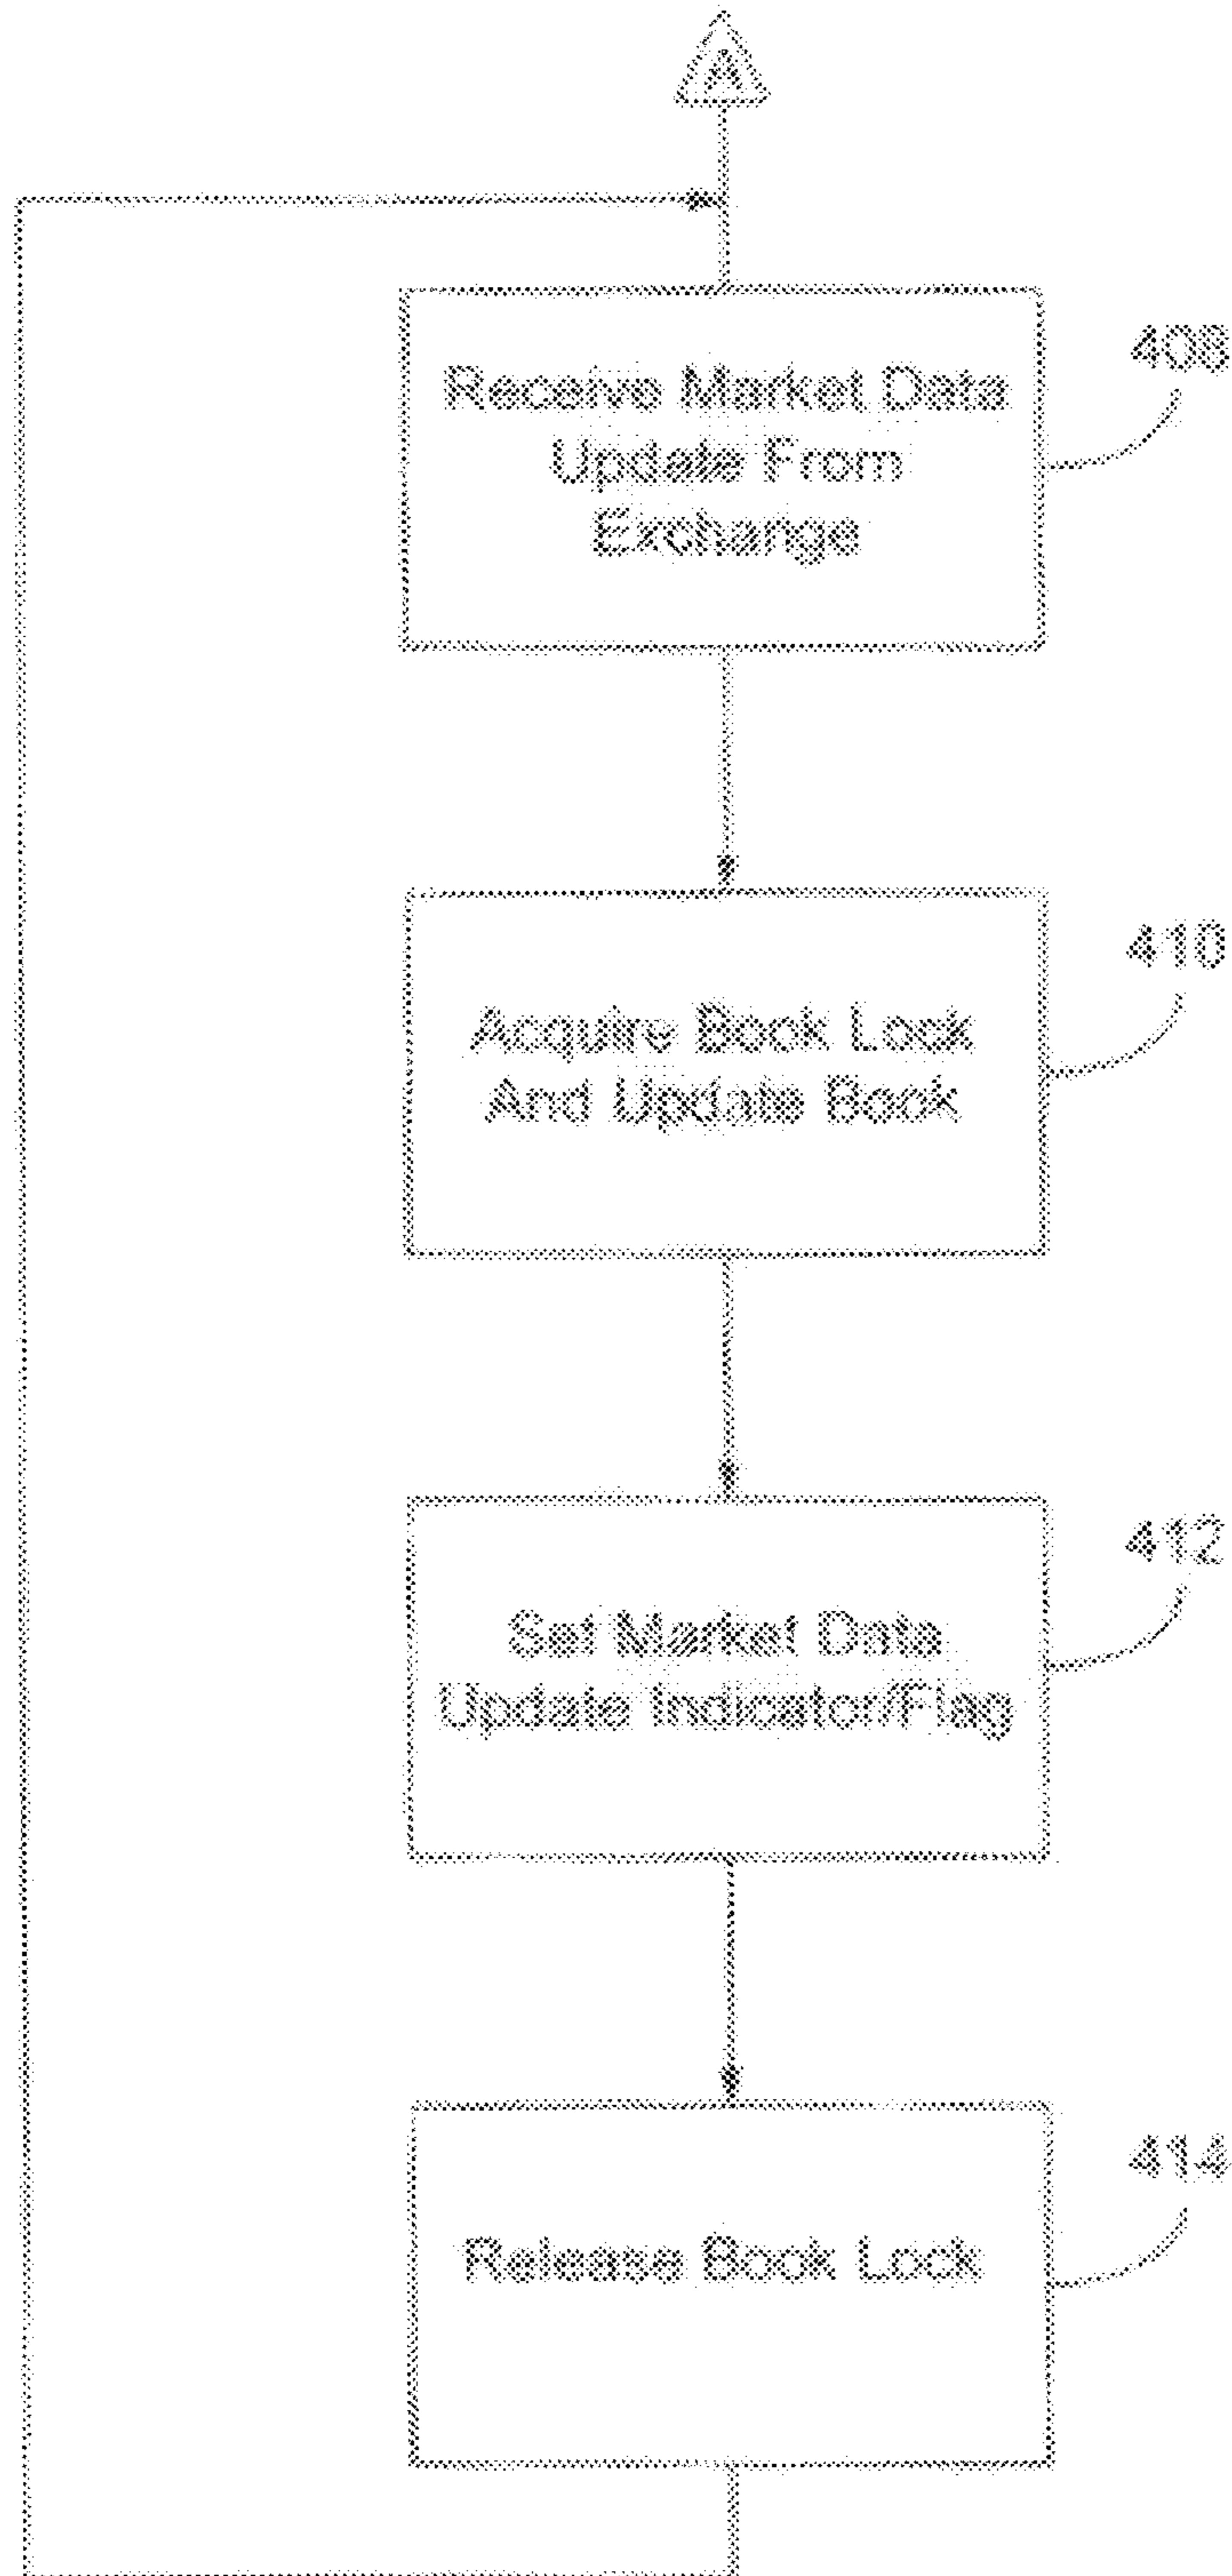 A
Receive Market Data
Update From
Exchange
408
Acquire Book Lock
And Update Book
410
Set Market Data
Update Indicator/Flag
412
Release Book Lock
414